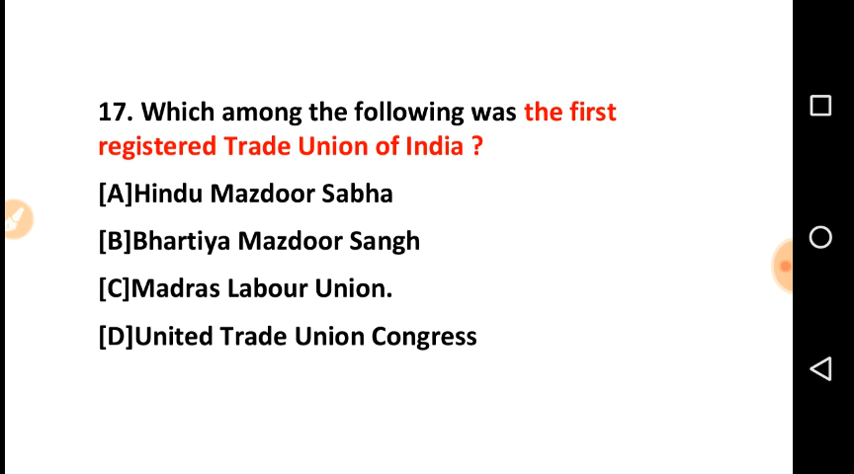 17. Which among the following was the first
registered Trade Union of India ?
[A]Hindu Mazdoor Sabha
[B]Bhartiya Mazdoor Sangh
[C]Madras Labour Union.
[D]United Trade Union Congress